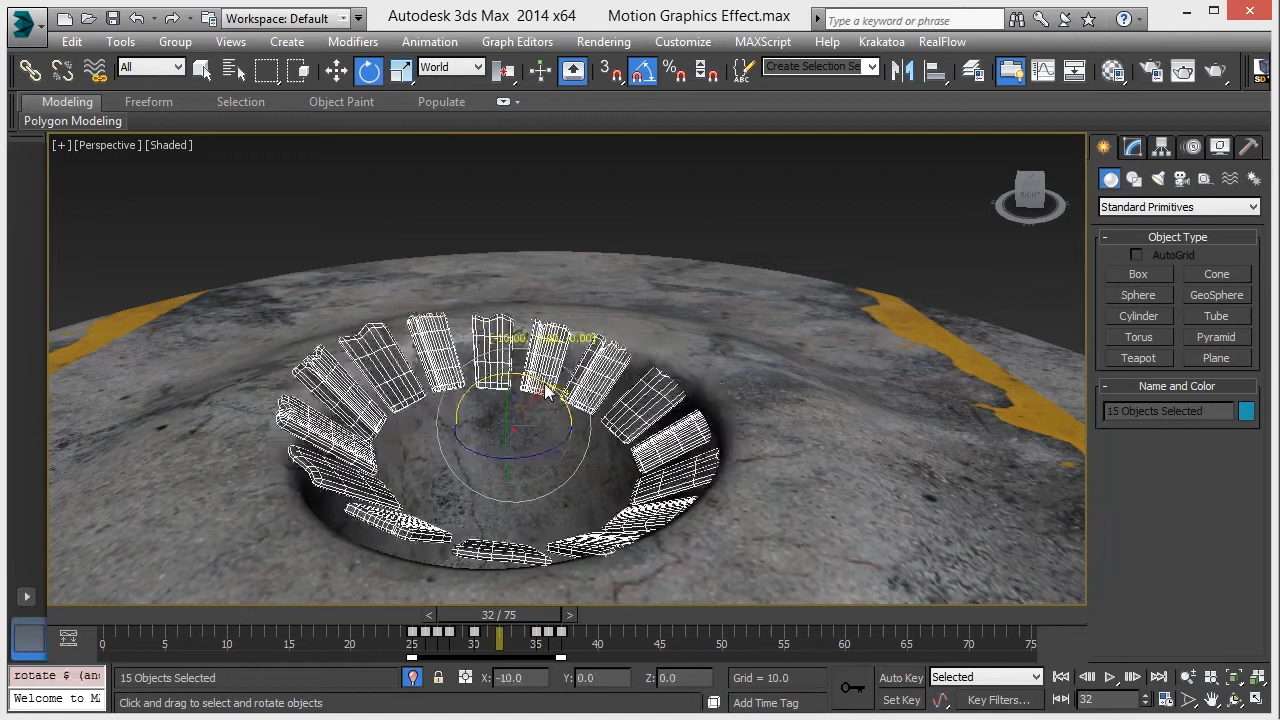 Workspace: Default
Autodesk 3ds Max 2014 x64
Motion Graphics Effect.max
Type a keyword or phrase
Edit Tools Group Views Create Modifiers Animation Graph Editors Rendering Customize MAXScript Help Krakatoa RealFlow
All
World
3
ABC
Create Selection Se
Modeling Freeform Selection Object Paint Populate
Polygon Modeling
[+] [Perspective] [Shaded]
RIGHT
Standard Primitives
Object Type
AutoGrid
Box Cone
Sphere GeoSphere
Cylinder Tube
Torus Pyramid
Teapot Plane
Name and Color
15 Objects Selected
< 32 / 75 >
0 5 10 15 20 25 30 35 40 45 50 55 60 65 70 75
rotate $ (an
15 Objects Selected
X: -10.0 Y: 0.0 Z: 0.0
Grid = 10.0
Auto Key
Selected
Welcome to M
Click and drag to select and rotate objects
Add Time Tag
Set Key
Key Filters...
32